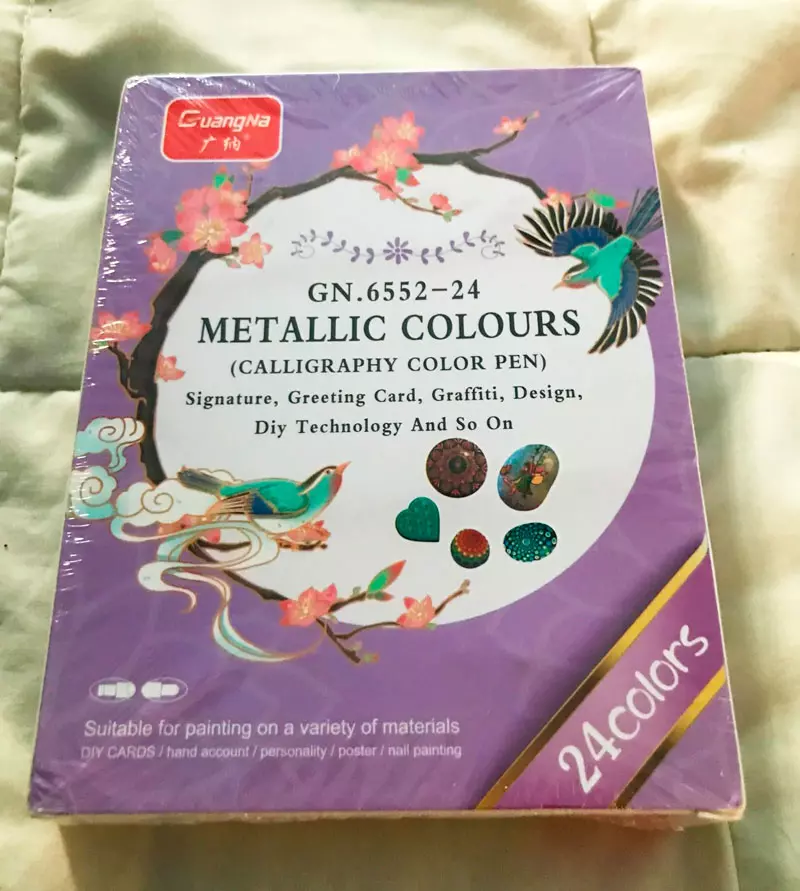 GuangNa
广纳®
GN.6552-24
METALLIC COLOURS
(CALLIGRAPHY COLOR PEN)
Signature, Greeting Card, Graffiti, Design,
Diy Technology And So On
24colors
Suitable for painting on a variety of materials
DIY CARDS / hand account / personality / poster / nail painting